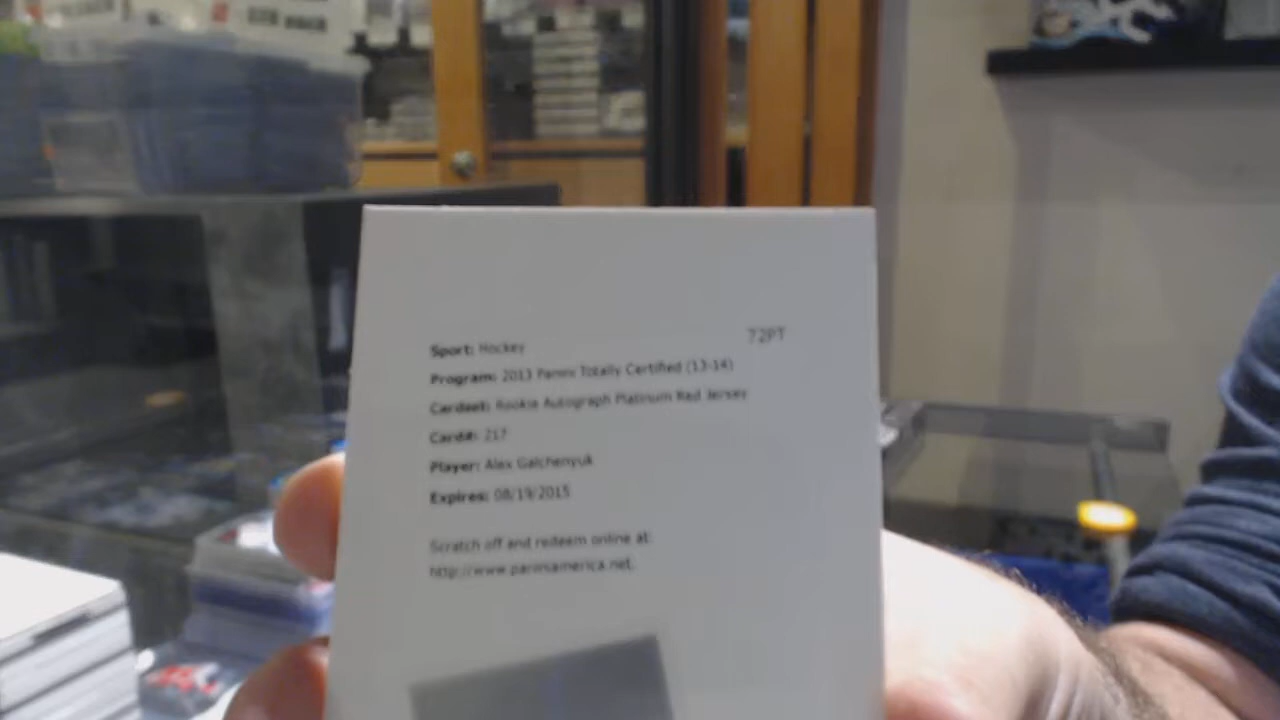 72PT
Sport: Hockey
Program: 2013 Panini Totally Certified (13-14)
Cardset: Rookie Autograph Platinum Red Jersey
Card#: 217
Player: Alex Galchenyuk
Expires: 08/19/2015
Scratch off and redeem online at:
http://www.paniniamerica.net.